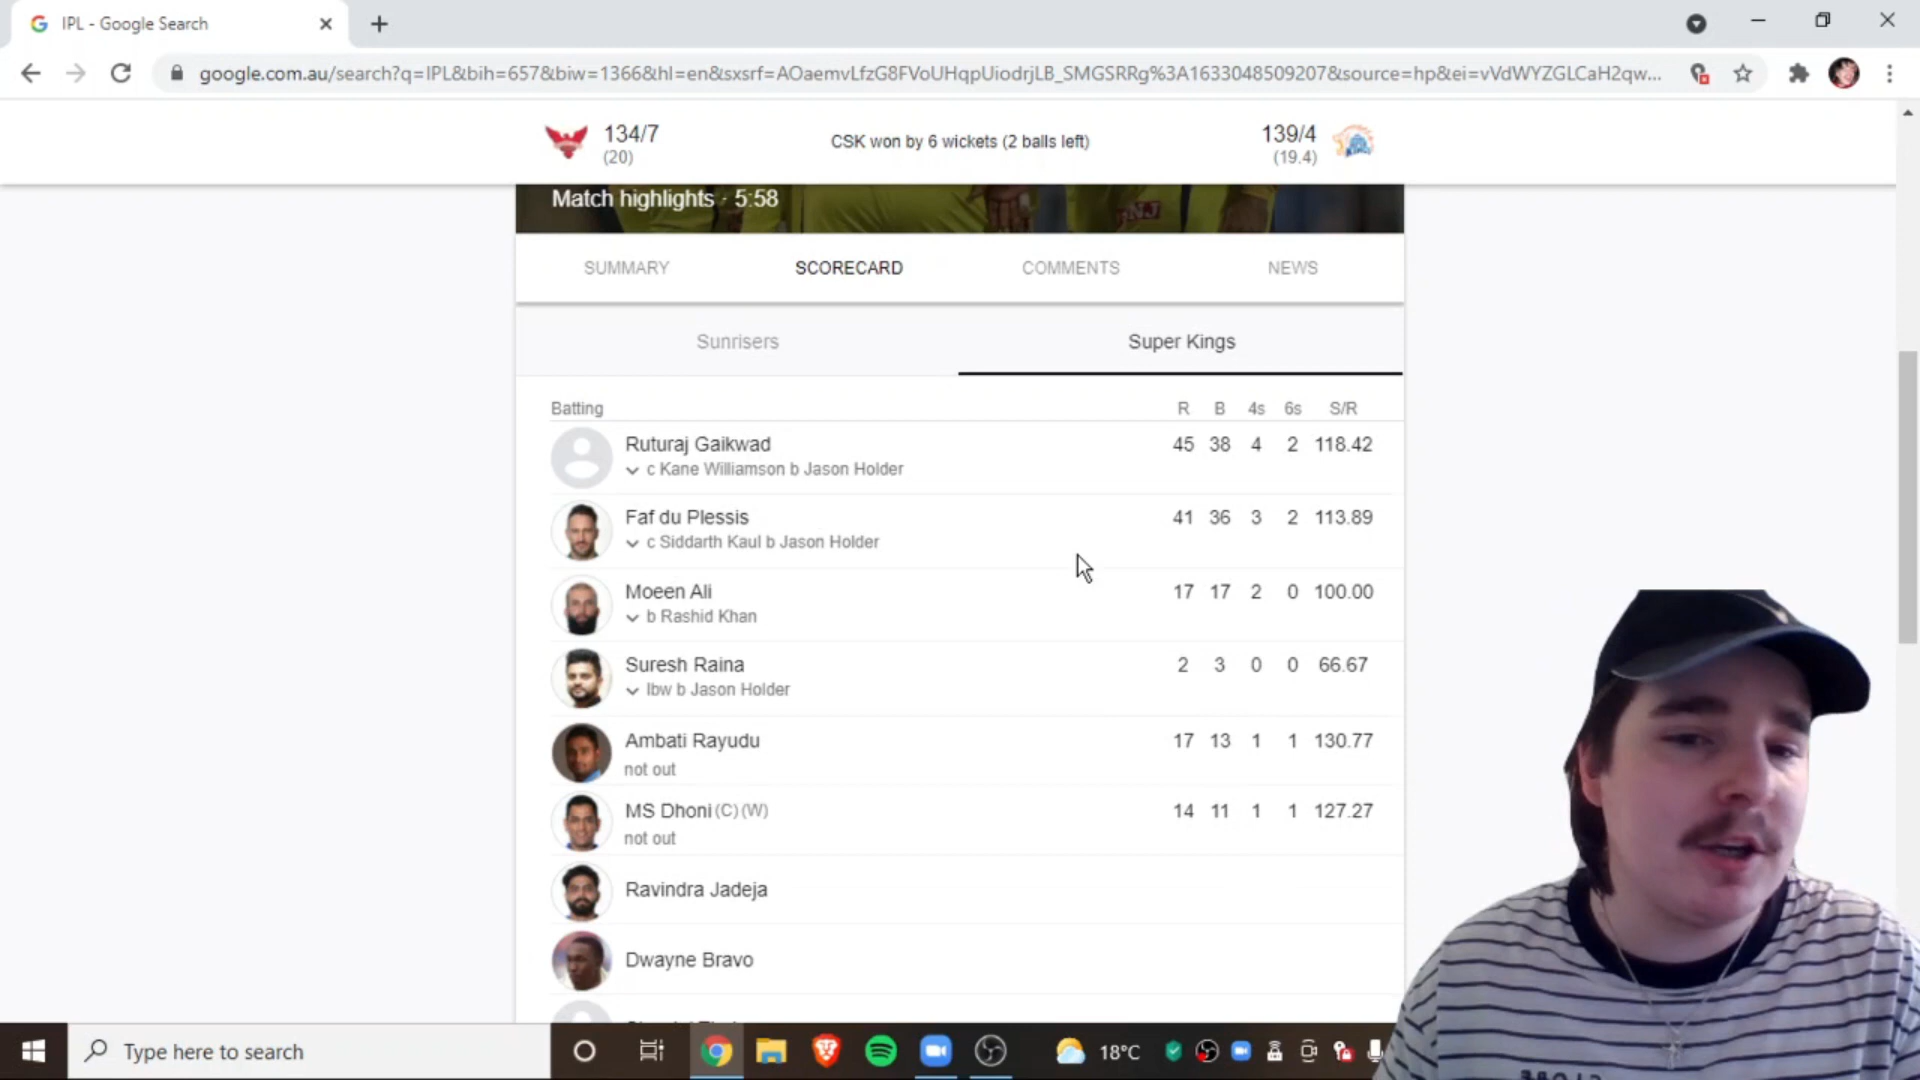 IPL - Google Search
google.com.au/search?q=IPL&bih=657&biw=1366&hl=en&sxsrf=AOaemvLfzG8FVoUHqpUiodrjLB_SMGSRRg%3A1633048509207&source=hp&ei=vVdWYZGLCaH2qw...
134/7
(20)
CSK won by 6 wickets (2 balls left)
139/4
(19.4)
Match highlights · 5:58
SUMMARY SCORECARD COMMENTS NEWS
Sunrisers Super Kings
Batting R B 4s 6s S/R
Ruturaj Gaikwad 45 38 4 2 118.42
c Kane Williamson b Jason Holder
Faf du Plessis 41 36 3 2 113.89
c Siddarth Kaul b Jason Holder
Moeen Ali 17 17 2 0 100.00
b Rashid Khan
Suresh Raina 2 3 0 0 66.67
lbw b Jason Holder
Ambati Rayudu 17 13 1 1 130.77
not out
MS Dhoni (C) (W) 14 11 1 1 127.27
not out
Ravindra Jadeja
Dwayne Bravo
Type here to search
18°C